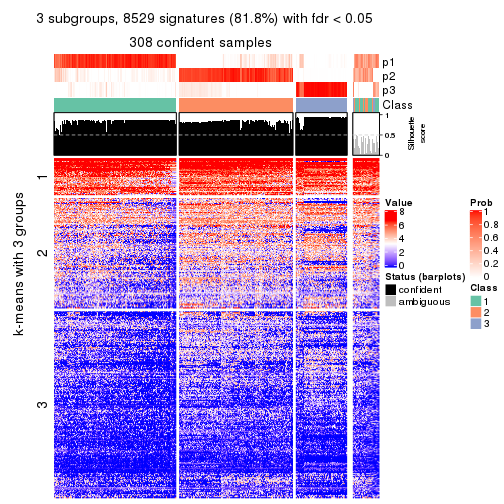 3 subgroups, 8529 signatures (81.8%) with fdr < 0.05
308 confident samples
p1
p2
p3
Class
1
0.5
0
Silhouette
score
k-means with 3 groups
1
2
3
Value
8
6
4
2
0
Prob
1
0.8
0.6
0.4
0.2
0
Status (barplots)
confident
ambiguous
Class
1
2
3